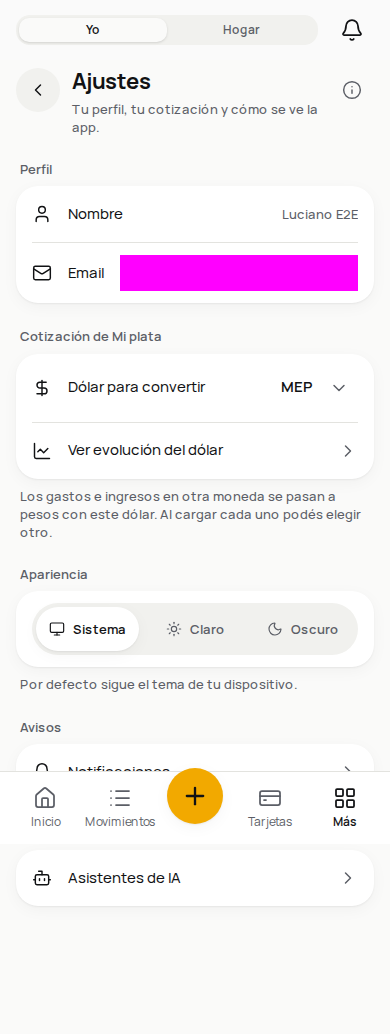 Yo
Hogar
Ajustes
Tu perfil, tu cotización y cómo se ve la
app.
Perfil
Nombre
Luciano E2E
Email
Cotización de Mi plata
Dólar para convertir
MEP
Ver evolución del dólar
Los gastos e ingresos en otra moneda se pasan a
pesos con este dólar. Al cargar cada uno podés elegir
otro.
Apariencia
Sistema
Claro
Oscuro
Por defecto sigue el tema de tu dispositivo.
Avisos
Notificaciones
Inicio
Movimientos
Tarjetas
Más
Asistentes de IA